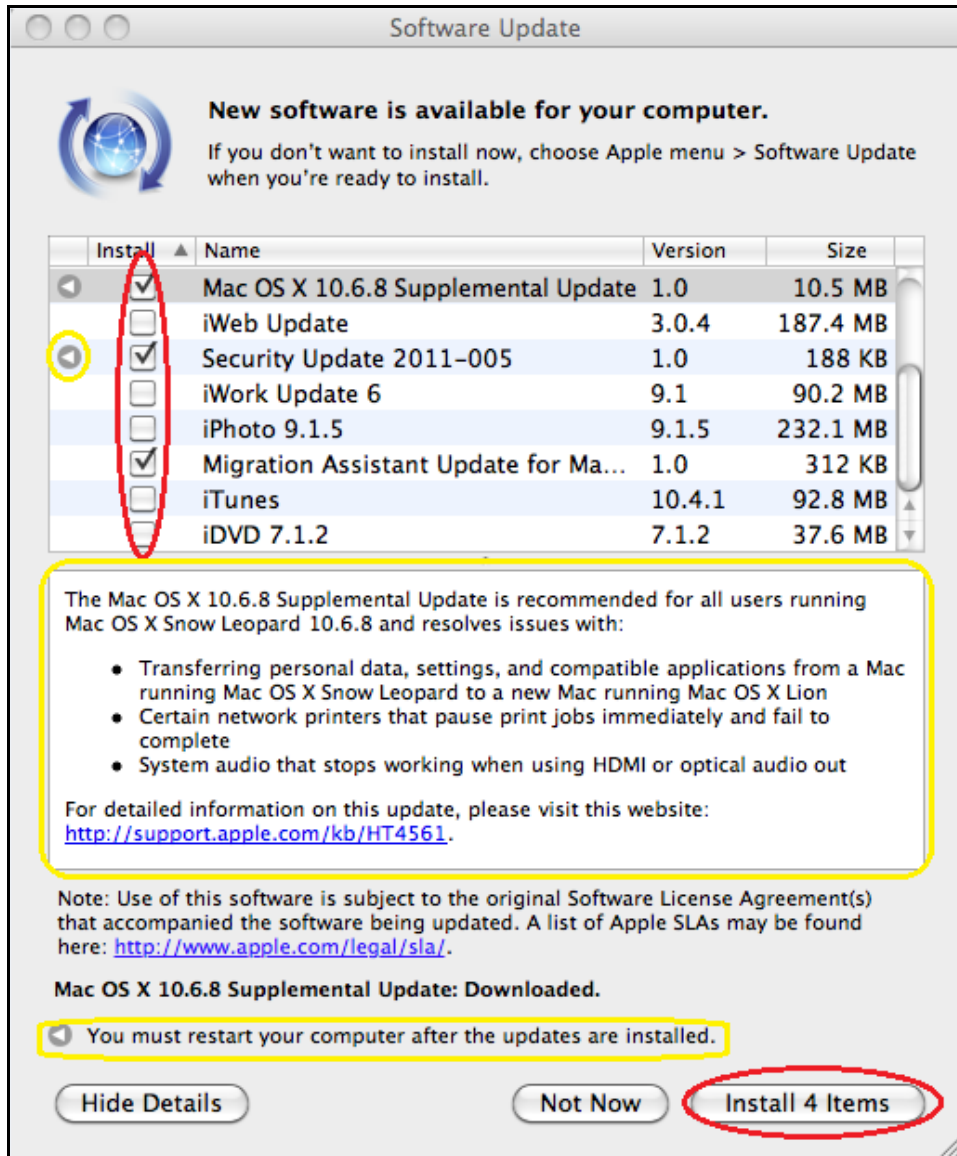 Software Update
New software is available for your computer.
If you don't want to install now, choose Apple menu > Software Update
when you're ready to install.
Install Name Version Size
Mac OS X 10.6.8 Supplemental Update 1.0 10.5 MB
iWeb Update 3.0.4 187.4 MB
Security Update 2011-005 1.0 188 KB
iWork Update 6 9.1 90.2 MB
iPhoto 9.1.5 9.1.5 232.1 MB
Migration Assistant Update for Ma... 1.0 312 KB
iTunes 10.4.1 92.8 MB
iDVD 7.1.2 7.1.2 37.6 MB
The Mac OS X 10.6.8 Supplemental Update is recommended for all users running
Mac OS X Snow Leopard 10.6.8 and resolves issues with:
• Transferring personal data, settings, and compatible applications from a Mac
running Mac OS X Snow Leopard to a new Mac running Mac OS X Lion
• Certain network printers that pause print jobs immediately and fail to
complete
• System audio that stops working when using HDMI or optical audio out
For detailed information on this update, please visit this website:
http://support.apple.com/kb/HT4561.
Note: Use of this software is subject to the original Software License Agreement(s)
that accompanied the software being updated. A list of Apple SLAs may be found
here: http://www.apple.com/legal/sla/.
Mac OS X 10.6.8 Supplemental Update: Downloaded.
You must restart your computer after the updates are installed.
Hide Details Not Now Install 4 Items